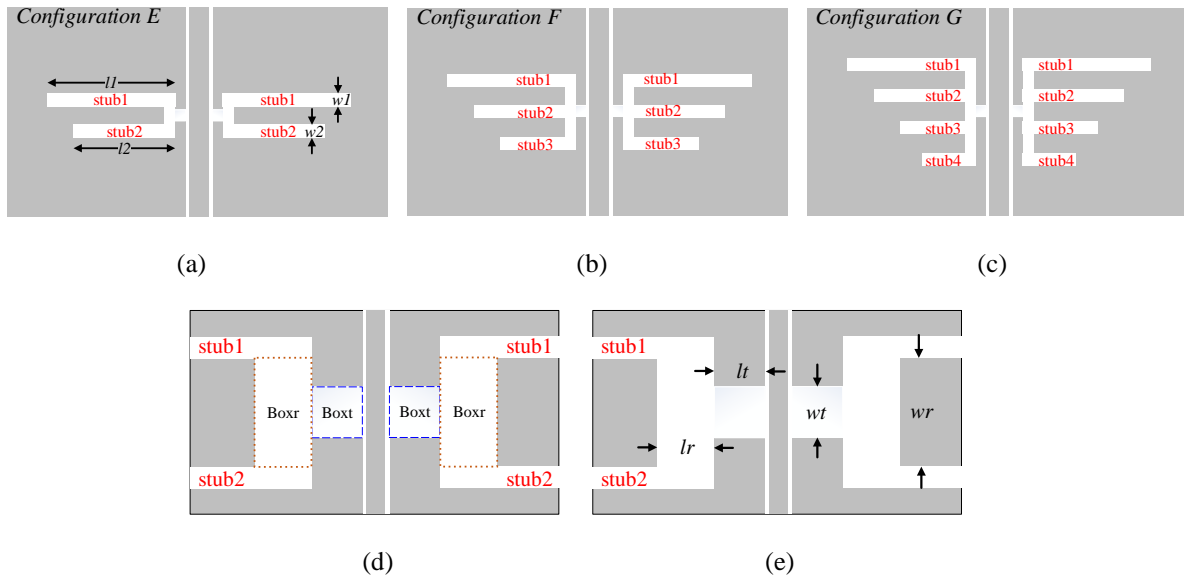 Configuration E
l1
stub1
stub1
w1
stub2
stub2
w2
l2
(a)
Configuration F
stub1
stub1
stub2
stub2
stub3
stub3
(b)
Configuration G
stub1
stub1
stub2
stub2
stub3
stub3
stub4
stub4
(c)
stub1
stub1
Boxr
Boxt
Boxt
Boxr
stub2
stub2
(d)
stub1
lt
wt
wr
lr
stub2
(e)